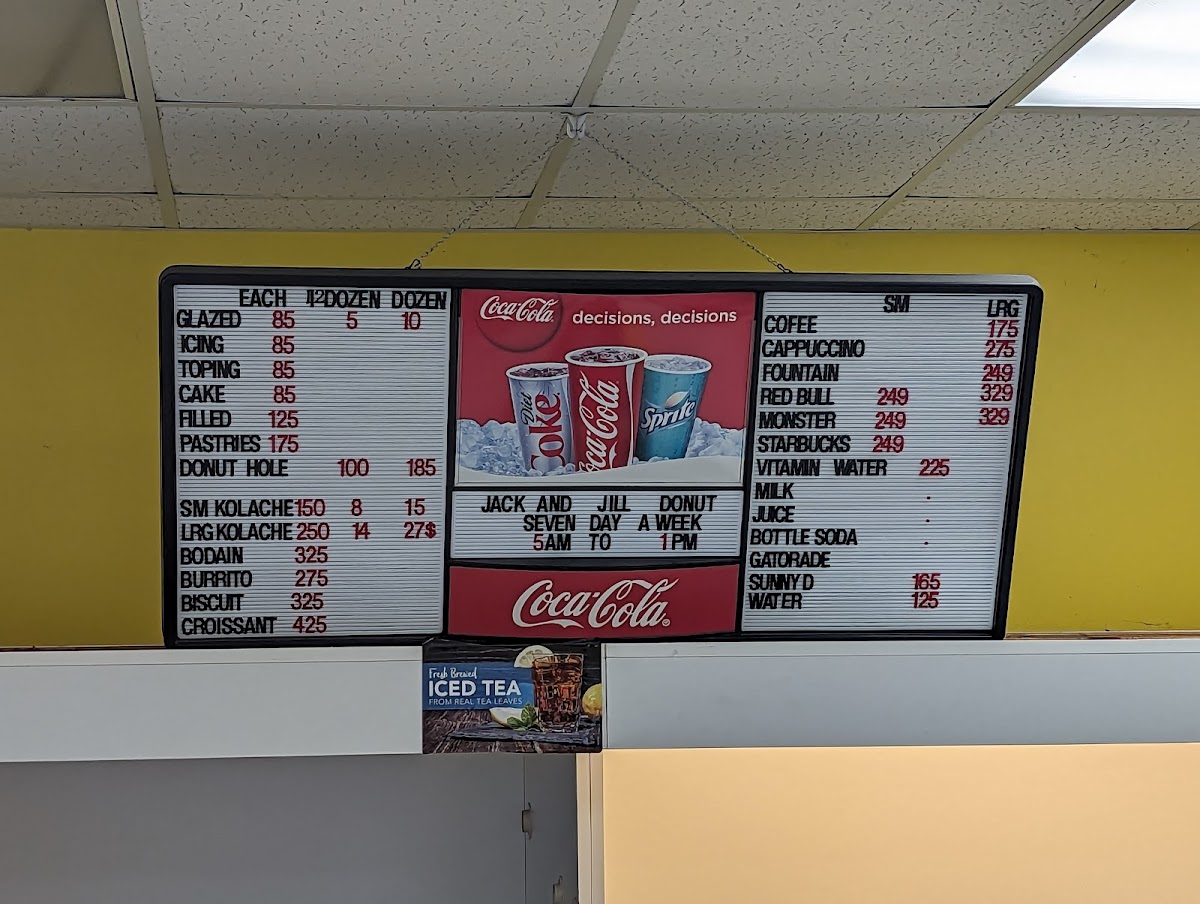 EACH 1/2DOZEN DOZEN
GLAZED 85 5 10
ICING 85
TOPING 85
CAKE 85
FILLED 125
PASTRIES 175
DONUT HOLE 100 185
SM KOLACHE 150 8 15
LRG KOLACHE 250 14 27$
BODAIN 325
BURRITO 275
BISCUIT 325
CROISSANT 425
Coca-Cola decisions, decisions
Diet Coke
Coca-Cola
Sprite
JACK AND JILL DONUT
SEVEN DAY A WEEK
5AM TO 1PM
Coca-Cola®
SM LRG
COFEE 175
CAPPUCCINO 275
FOUNTAIN 249
RED BULL 249 329
MONSTER 249 329
STARBUCKS 249
VITAMIN WATER 225
MILK .
JUICE .
BOTTLE SODA .
GATORADE
SUNNY D 165
WATER 125
Fresh Brewed
ICED TEA
FROM REAL TEA LEAVES